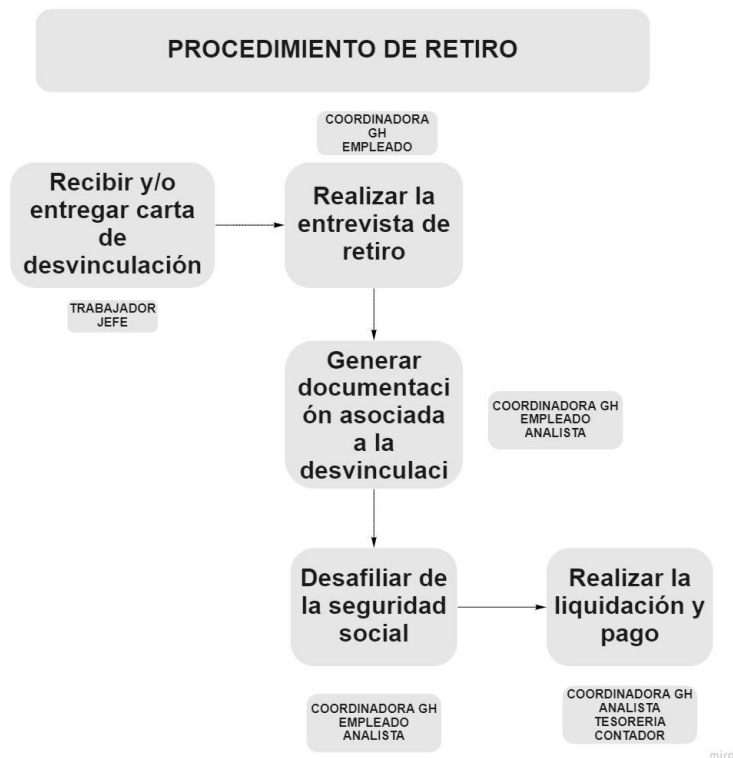 PROCEDIMIENTO DE RETIRO
COORDINADORA
GH
EMPLEADO
Recibir y/o
entregar carta
de
desvinculación
Realizar la
entrevista de
retiro
TRABAJADOR
JEFE
Generar
documentaci
ón asociada
a la
desvinculaci
COORDINADORA GH
EMPLEADO
ANALISTA
Desafiliar de
la seguridad
social
Realizar la
liquidación y
pago
COORDINADORA GH
EMPLEADO
ANALISTA
COORDINADORA GH
ANALISTA
TESORERIA
CONTADOR
miro